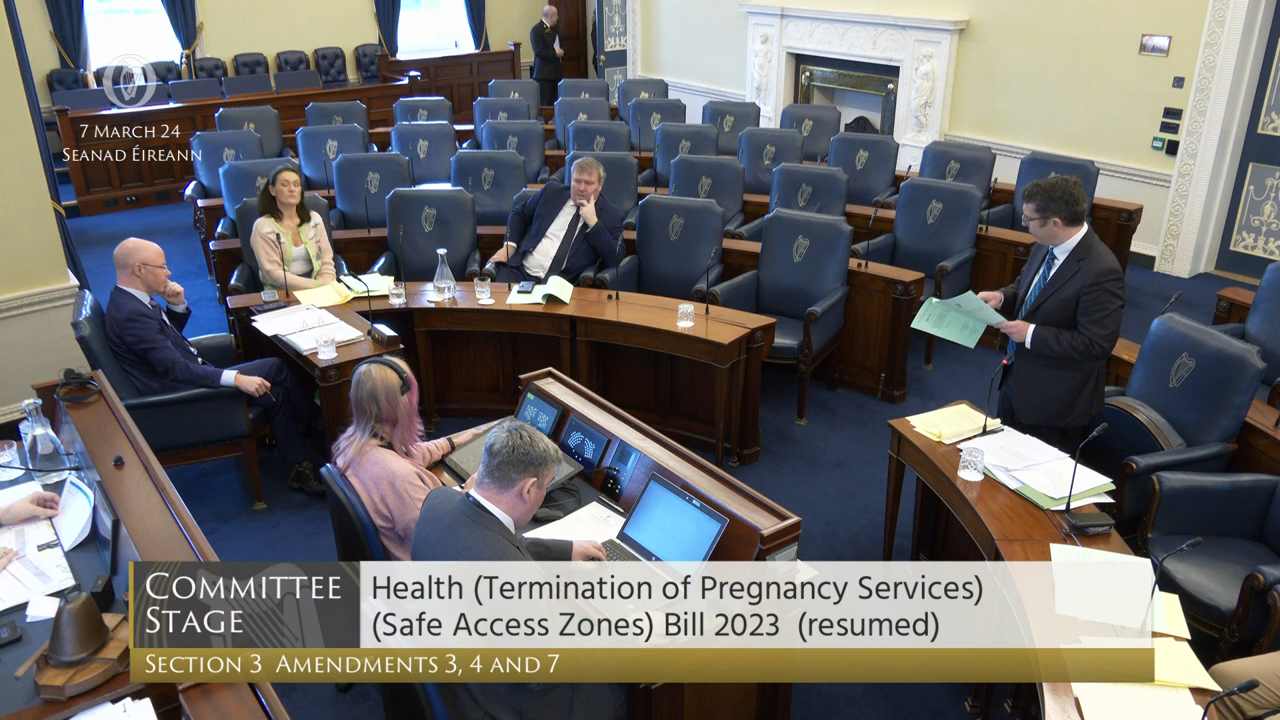 7 March 24
Seanad Éireann
Committee
Stage
Health (Termination of Pregnancy Services)
(Safe Access Zones) Bill 2023 (resumed)
Section 3 Amendments 3, 4 and 7